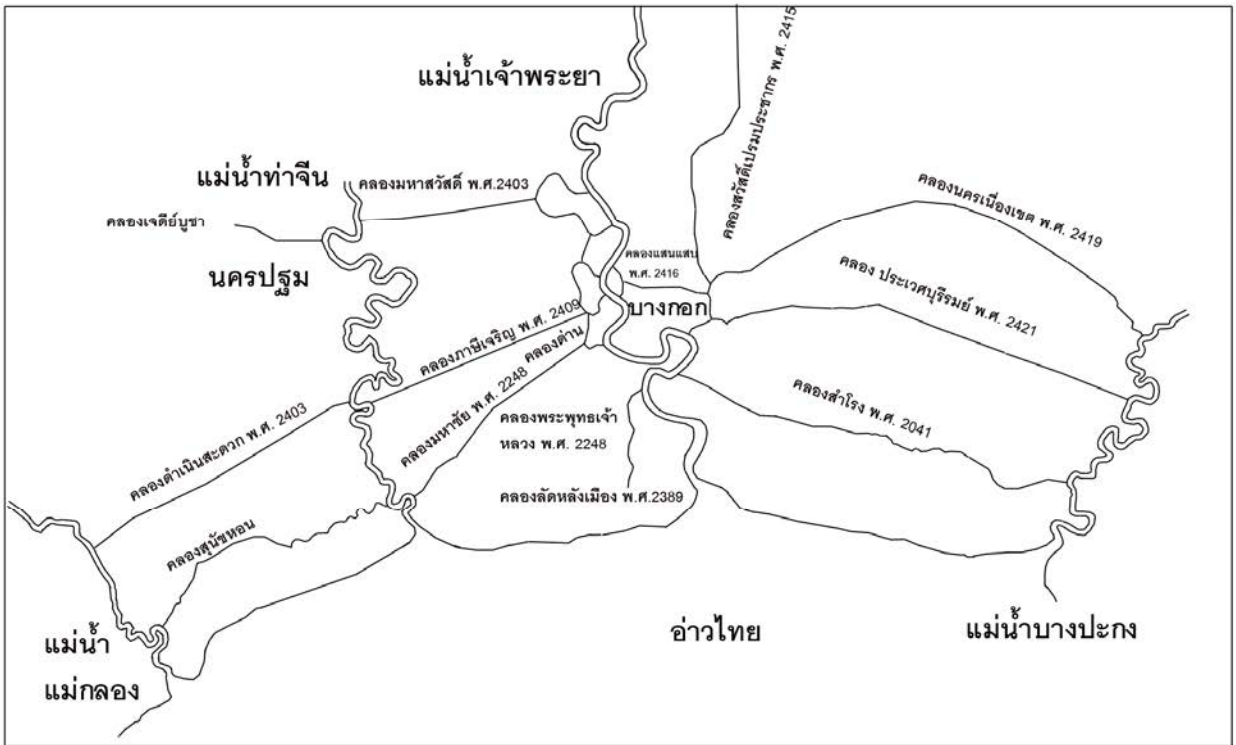 คลองสวัสดิ์เปรมประชากร พ.ศ. 2415
แม่น้ำเจ้าพระยา
แม่น้ำท่าจีน
คลองมหาสวัสดิ์ พ.ศ.2403
คลองเจดีย์บูชา
นครปฐม
คลองนครเนื่องเขต พ.ศ. 2419
คลองแสนแสบ
พ.ศ. 2416
คลอง ประเวศบุรีรมย์ พ.ศ. 2421
บางกอก
คลองภาษีเจริญ พ.ศ. 2409
คลองด่าน
คลองมหาชัย พ.ศ. 2248
คลองดำเนินสะดวก พ.ศ. 2403
คลองสำโรง พ.ศ. 2041
คลองพระพุทธเจ้า
หลวง พ.ศ. 2248
คลองลัดหลังเมือง พ.ศ.2389
คลองสุนัขหอน
แม่น้ำ
แม่กลอง
อ่าวไทย
แม่น้ำบางปะกง